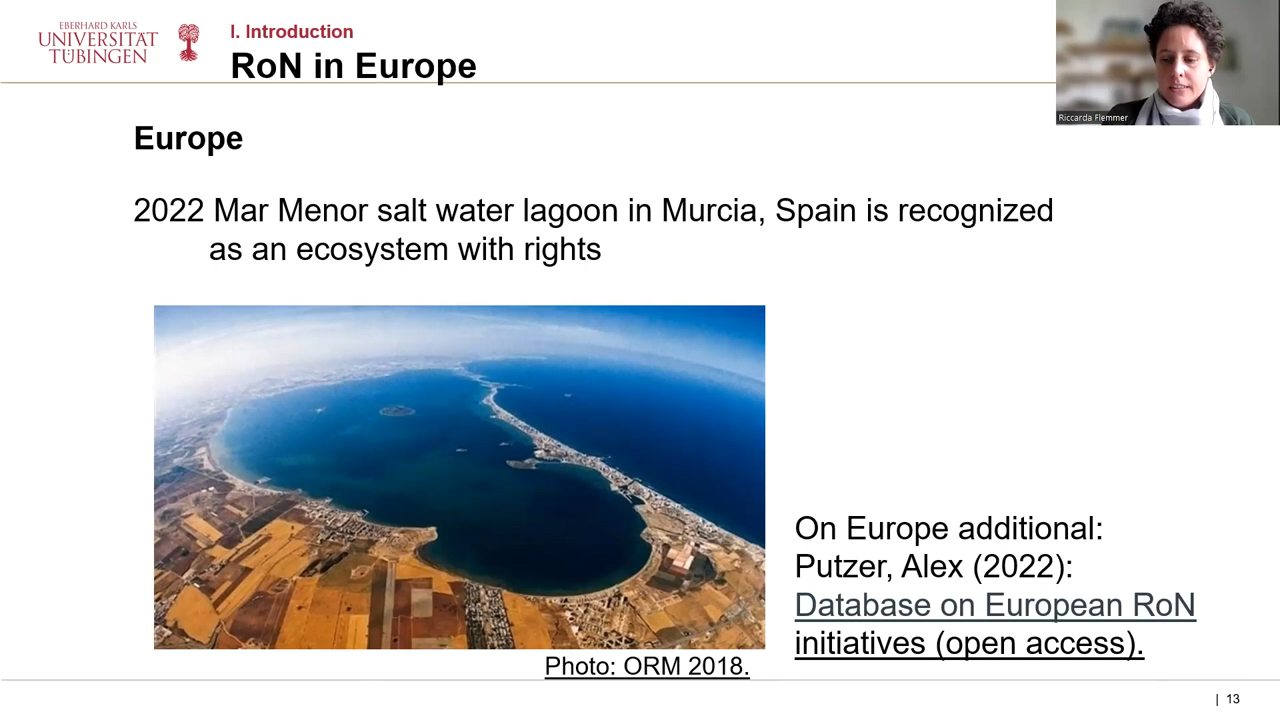 EBERHARD KARLS
UNIVERSITÄT
TÜBINGEN
I. Introduction
RoN in Europe
Riccarda Flemmer
Europe
2022 Mar Menor salt water lagoon in Murcia, Spain is recognized
as an ecosystem with rights
On Europe additional:
Putzer, Alex (2022):
Database on European RoN
initiatives (open access).
Photo: ORM 2018.
| 13